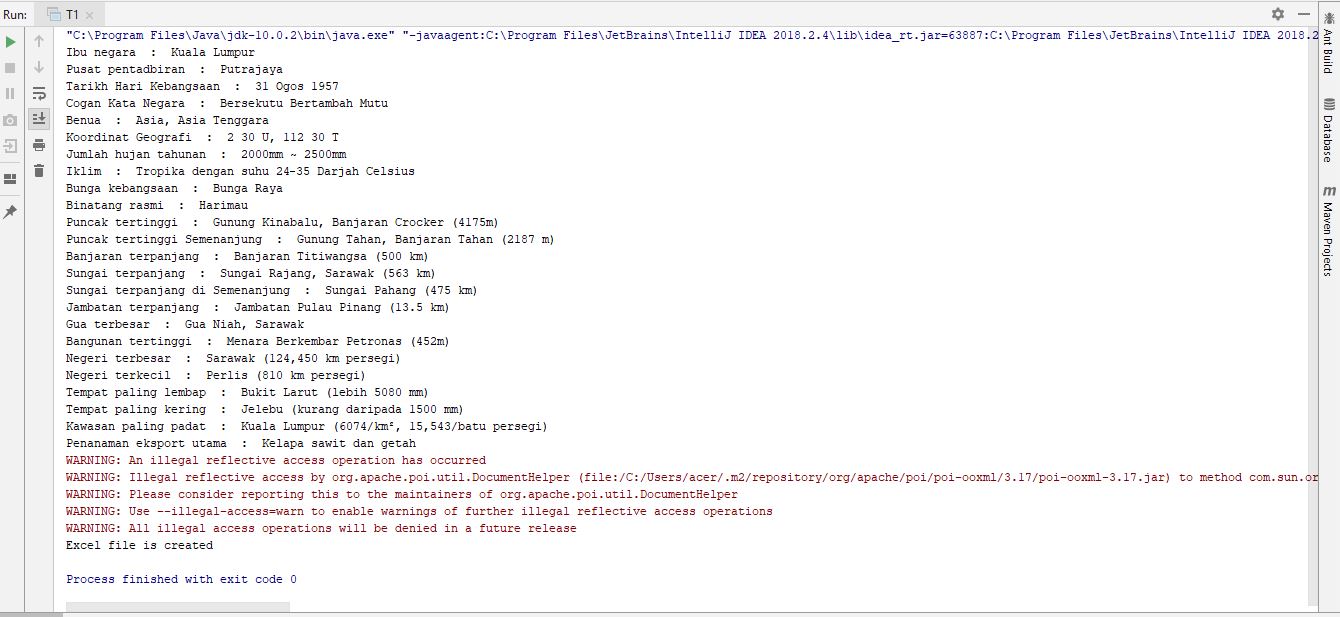 Run: T1
"C:\Program Files\Java\jdk-10.0.2\bin\java.exe" "-javaagent:C:\Program Files\JetBrains\IntelliJ IDEA 2018.2.4\lib\idea_rt.jar=63887:C:\Program Files\JetBrains\IntelliJ IDEA 2018.2
Ibu negara : Kuala Lumpur
Pusat pentadbiran : Putrajaya
Tarikh Hari Kebangsaan : 31 Ogos 1957
Cogan Kata Negara : Bersekutu Bertambah Mutu
Benua : Asia, Asia Tenggara
Koordinat Geografi : 2 30 U, 112 30 T
Jumlah hujan tahunan : 2000mm ~ 2500mm
Iklim : Tropika dengan suhu 24-35 Darjah Celsius
Bunga kebangsaan : Bunga Raya
Binatang rasmi : Harimau
Puncak tertinggi : Gunung Kinabalu, Banjaran Crocker (4175m)
Puncak tertinggi Semenanjung : Gunung Tahan, Banjaran Tahan (2187 m)
Banjaran terpanjang : Banjaran Titiwangsa (500 km)
Sungai terpanjang : Sungai Rajang, Sarawak (563 km)
Sungai terpanjang di Semenanjung : Sungai Pahang (475 km)
Jambatan terpanjang : Jambatan Pulau Pinang (13.5 km)
Gua terbesar : Gua Niah, Sarawak
Bangunan tertinggi : Menara Berkembar Petronas (452m)
Negeri terbesar : Sarawak (124,450 km persegi)
Negeri terkecil : Perlis (810 km persegi)
Tempat paling lembap : Bukit Larut (lebih 5080 mm)
Tempat paling kering : Jelebu (kurang daripada 1500 mm)
Kawasan paling padat : Kuala Lumpur (6074/km², 15,543/batu persegi)
Penanaman eksport utama : Kelapa sawit dan getah
WARNING: An illegal reflective access operation has occurred
WARNING: Illegal reflective access by org.apache.poi.util.DocumentHelper (file:/C:/Users/acer/.m2/repository/org/apache/poi/poi-ooxml/3.17/poi-ooxml-3.17.jar) to method com.sun.or
WARNING: Please consider reporting this to the maintainers of org.apache.poi.util.DocumentHelper
WARNING: Use --illegal-access=warn to enable warnings of further illegal reflective access operations
WARNING: All illegal access operations will be denied in a future release
Excel file is created
Process finished with exit code 0
Ant Build
Database
m Maven Projects